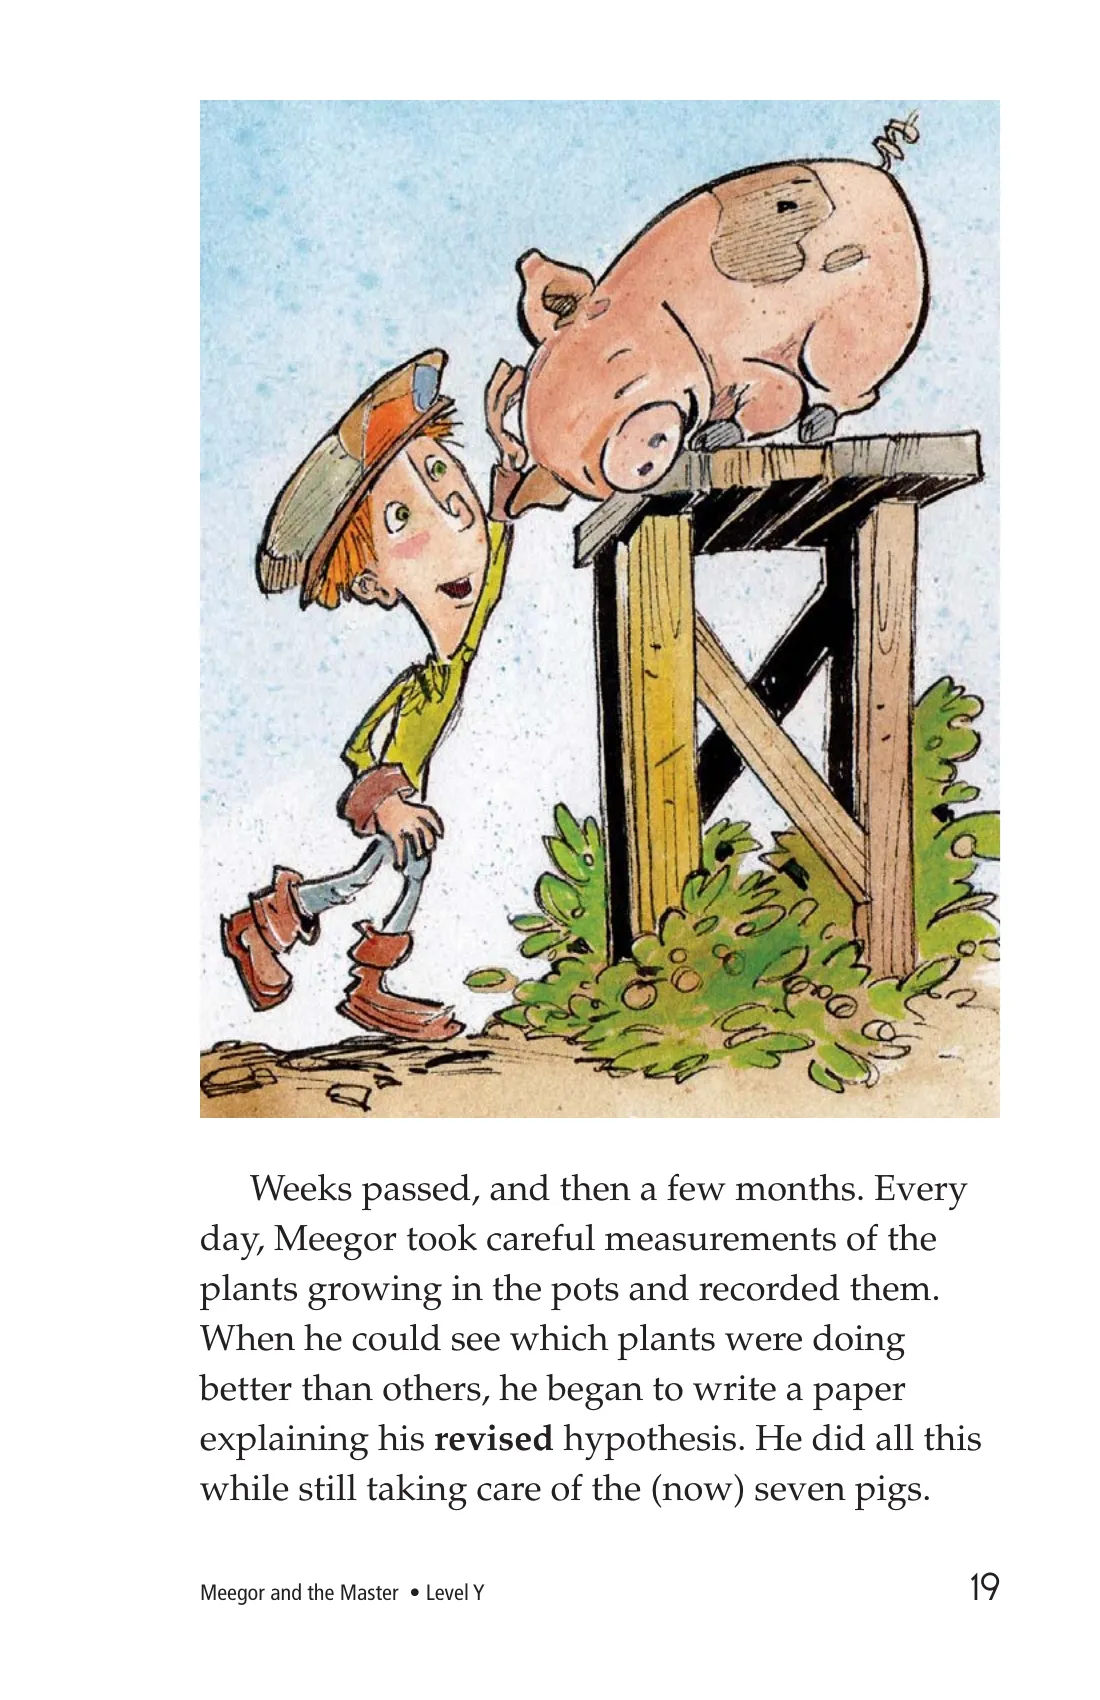 Weeks passed, and then a few months. Every
day, Meegor took careful measurements of the
plants growing in the pots and recorded them.
When he could see which plants were doing
better than others, he began to write a paper
explaining his revised hypothesis. He did all this
while still taking care of the (now) seven pigs.
Meegor and the Master • Level Y
19